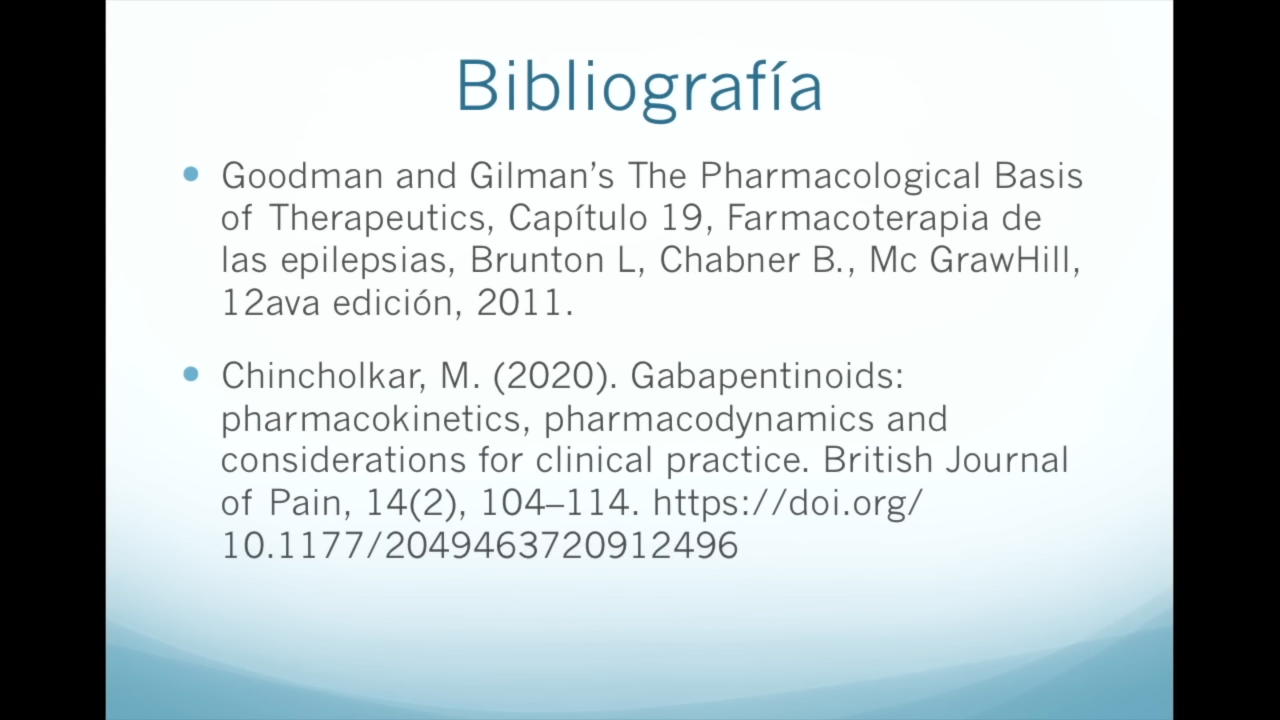 Bibliografía
Goodman and Gilman’s The Pharmacological Basis
of Therapeutics, Capítulo 19, Farmacoterapia de
las epilepsias, Brunton L, Chabner B., Mc GrawHill,
12ava edición, 2011.
Chincholkar, M. (2020). Gabapentinoids:
pharmacokinetics, pharmacodynamics and
considerations for clinical practice. British Journal
of Pain, 14(2), 104–114. https://doi.org/
10.1177/2049463720912496